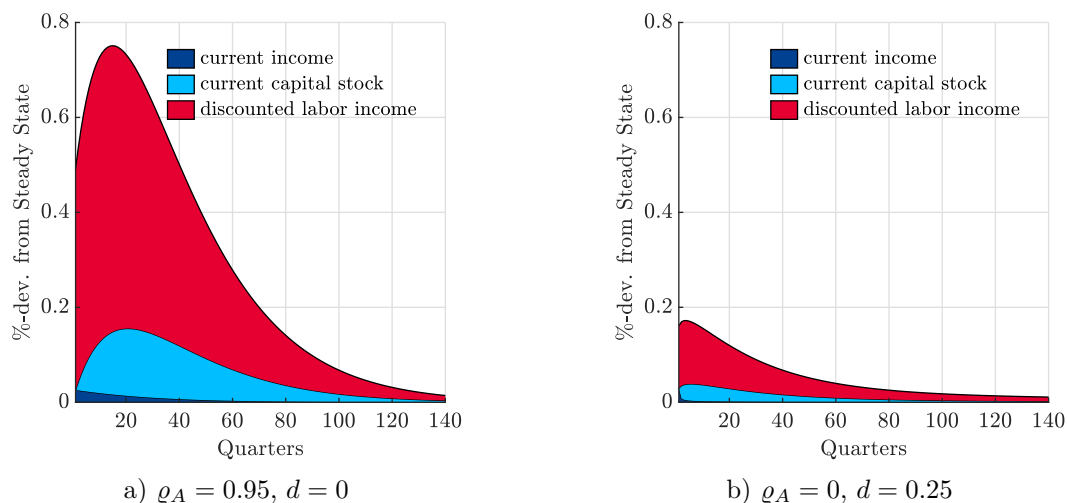 0.8
0.6
0.4
0.2
0
%-dev. from Steady State
current income
current capital stock
discounted labor income
20 40 60 80 100 120 140
Quarters
a) ϱ_A = 0.95, d = 0
0.8
0.6
0.4
0.2
0
%-dev. from Steady State
current income
current capital stock
discounted labor income
20 40 60 80 100 120 140
Quarters
b) ϱ_A = 0, d = 0.25